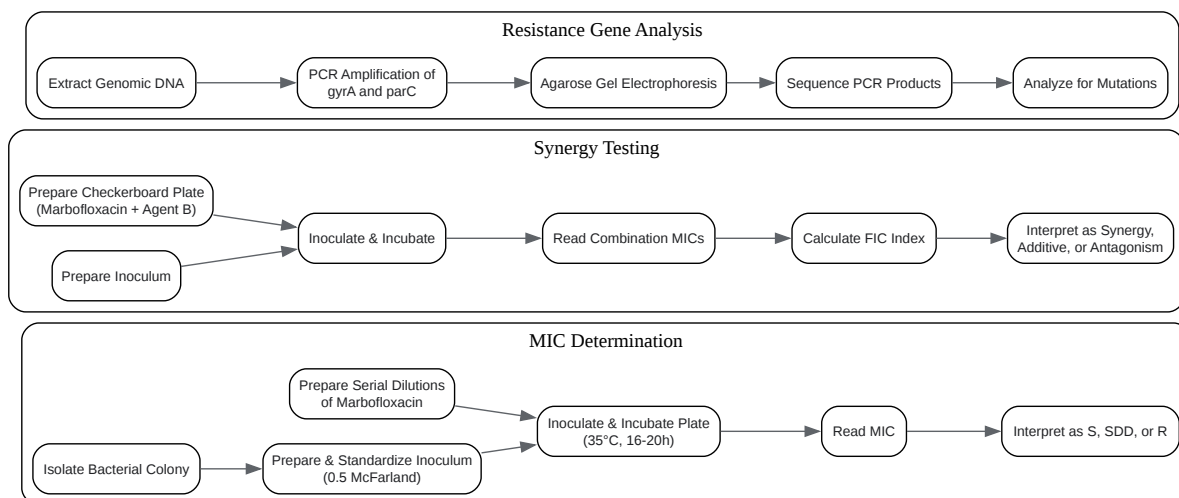 Resistance Gene Analysis
Extract Genomic DNA
PCR Amplification of
gyrA and parC
Agarose Gel Electrophoresis
Sequence PCR Products
Analyze for Mutations
Synergy Testing
Prepare Checkerboard Plate
(Marbofloxacin + Agent B)
Prepare Inoculum
Inoculate & Incubate
Read Combination MICs
Calculate FIC Index
Interpret as Synergy,
Additive, or Antagonism
MIC Determination
Prepare Serial Dilutions
of Marbofloxacin
Isolate Bacterial Colony
Prepare & Standardize Inoculum
(0.5 McFarland)
Inoculate & Incubate Plate
(35°C, 16-20h)
Read MIC
Interpret as S, SDD, or R